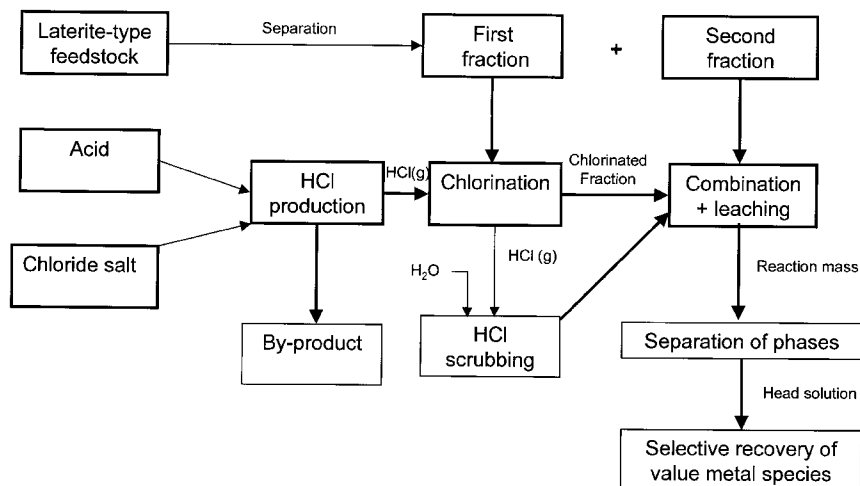 Laterite-type
feedstock
Separation
First
fraction
+
Second
fraction
Acid
Chloride salt
HCl
production
HCl(g)
Chlorination
Chlorinated
Fraction
Combination
+ leaching
By-product
H₂O
HCl (g)
HCl
scrubbing
Reaction mass
Separation of phases
Head solution
Selective recovery of
value metal species